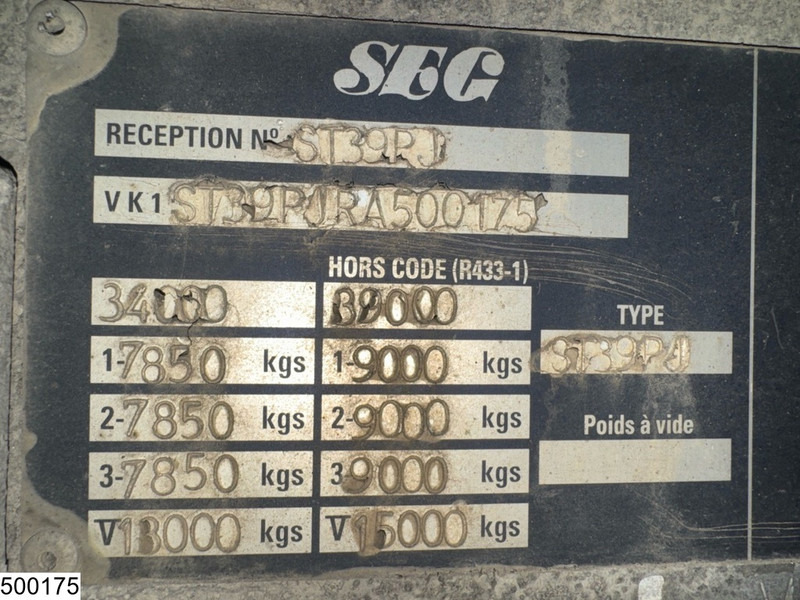 SEG
RECEPTION Nº ST39PJ
VK1 ST39PJRA500175
HORS CODE (R433-1)
34000 39000
TYPE
1-7850 kgs 1-9000 kgs ST39PJ
2-7850 kgs 2-9000 kgs
Poids à vide
3-7850 kgs 3-9000 kgs
V13000 kgs V15000 kgs
500175